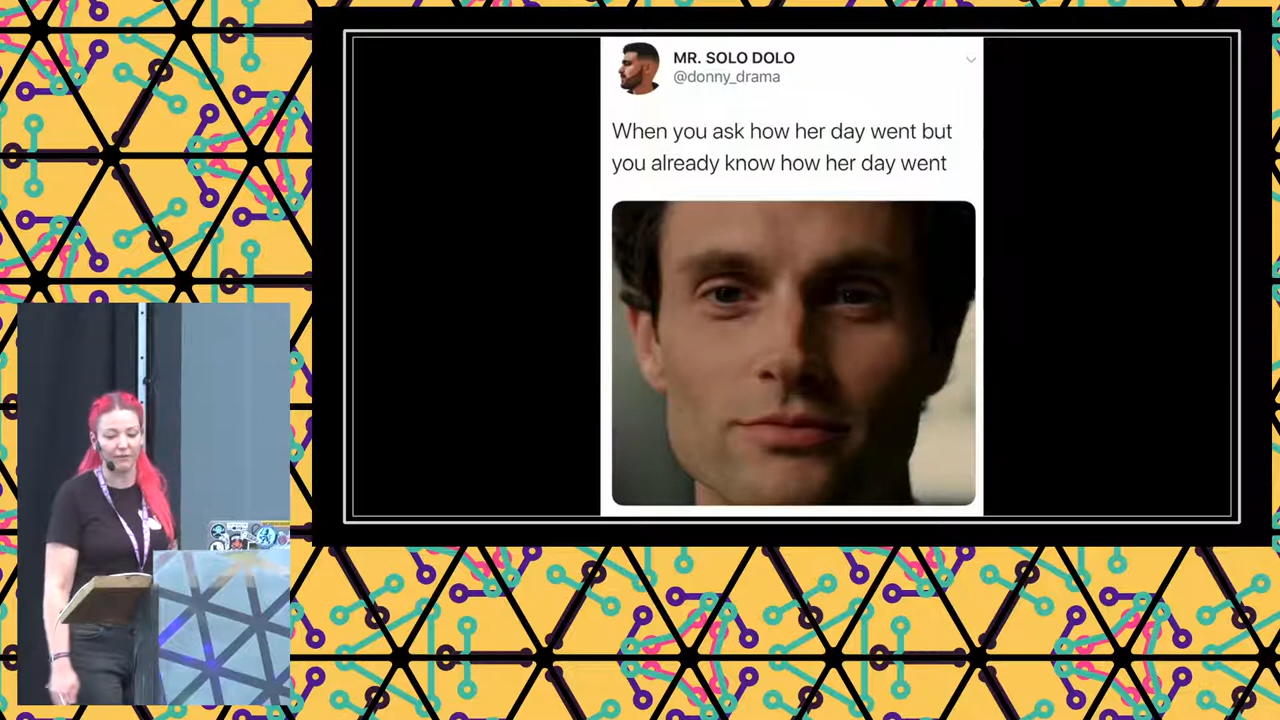 MR. SOLO DOLO
@donny_drama
When you ask how her day went but
you already know how her day went